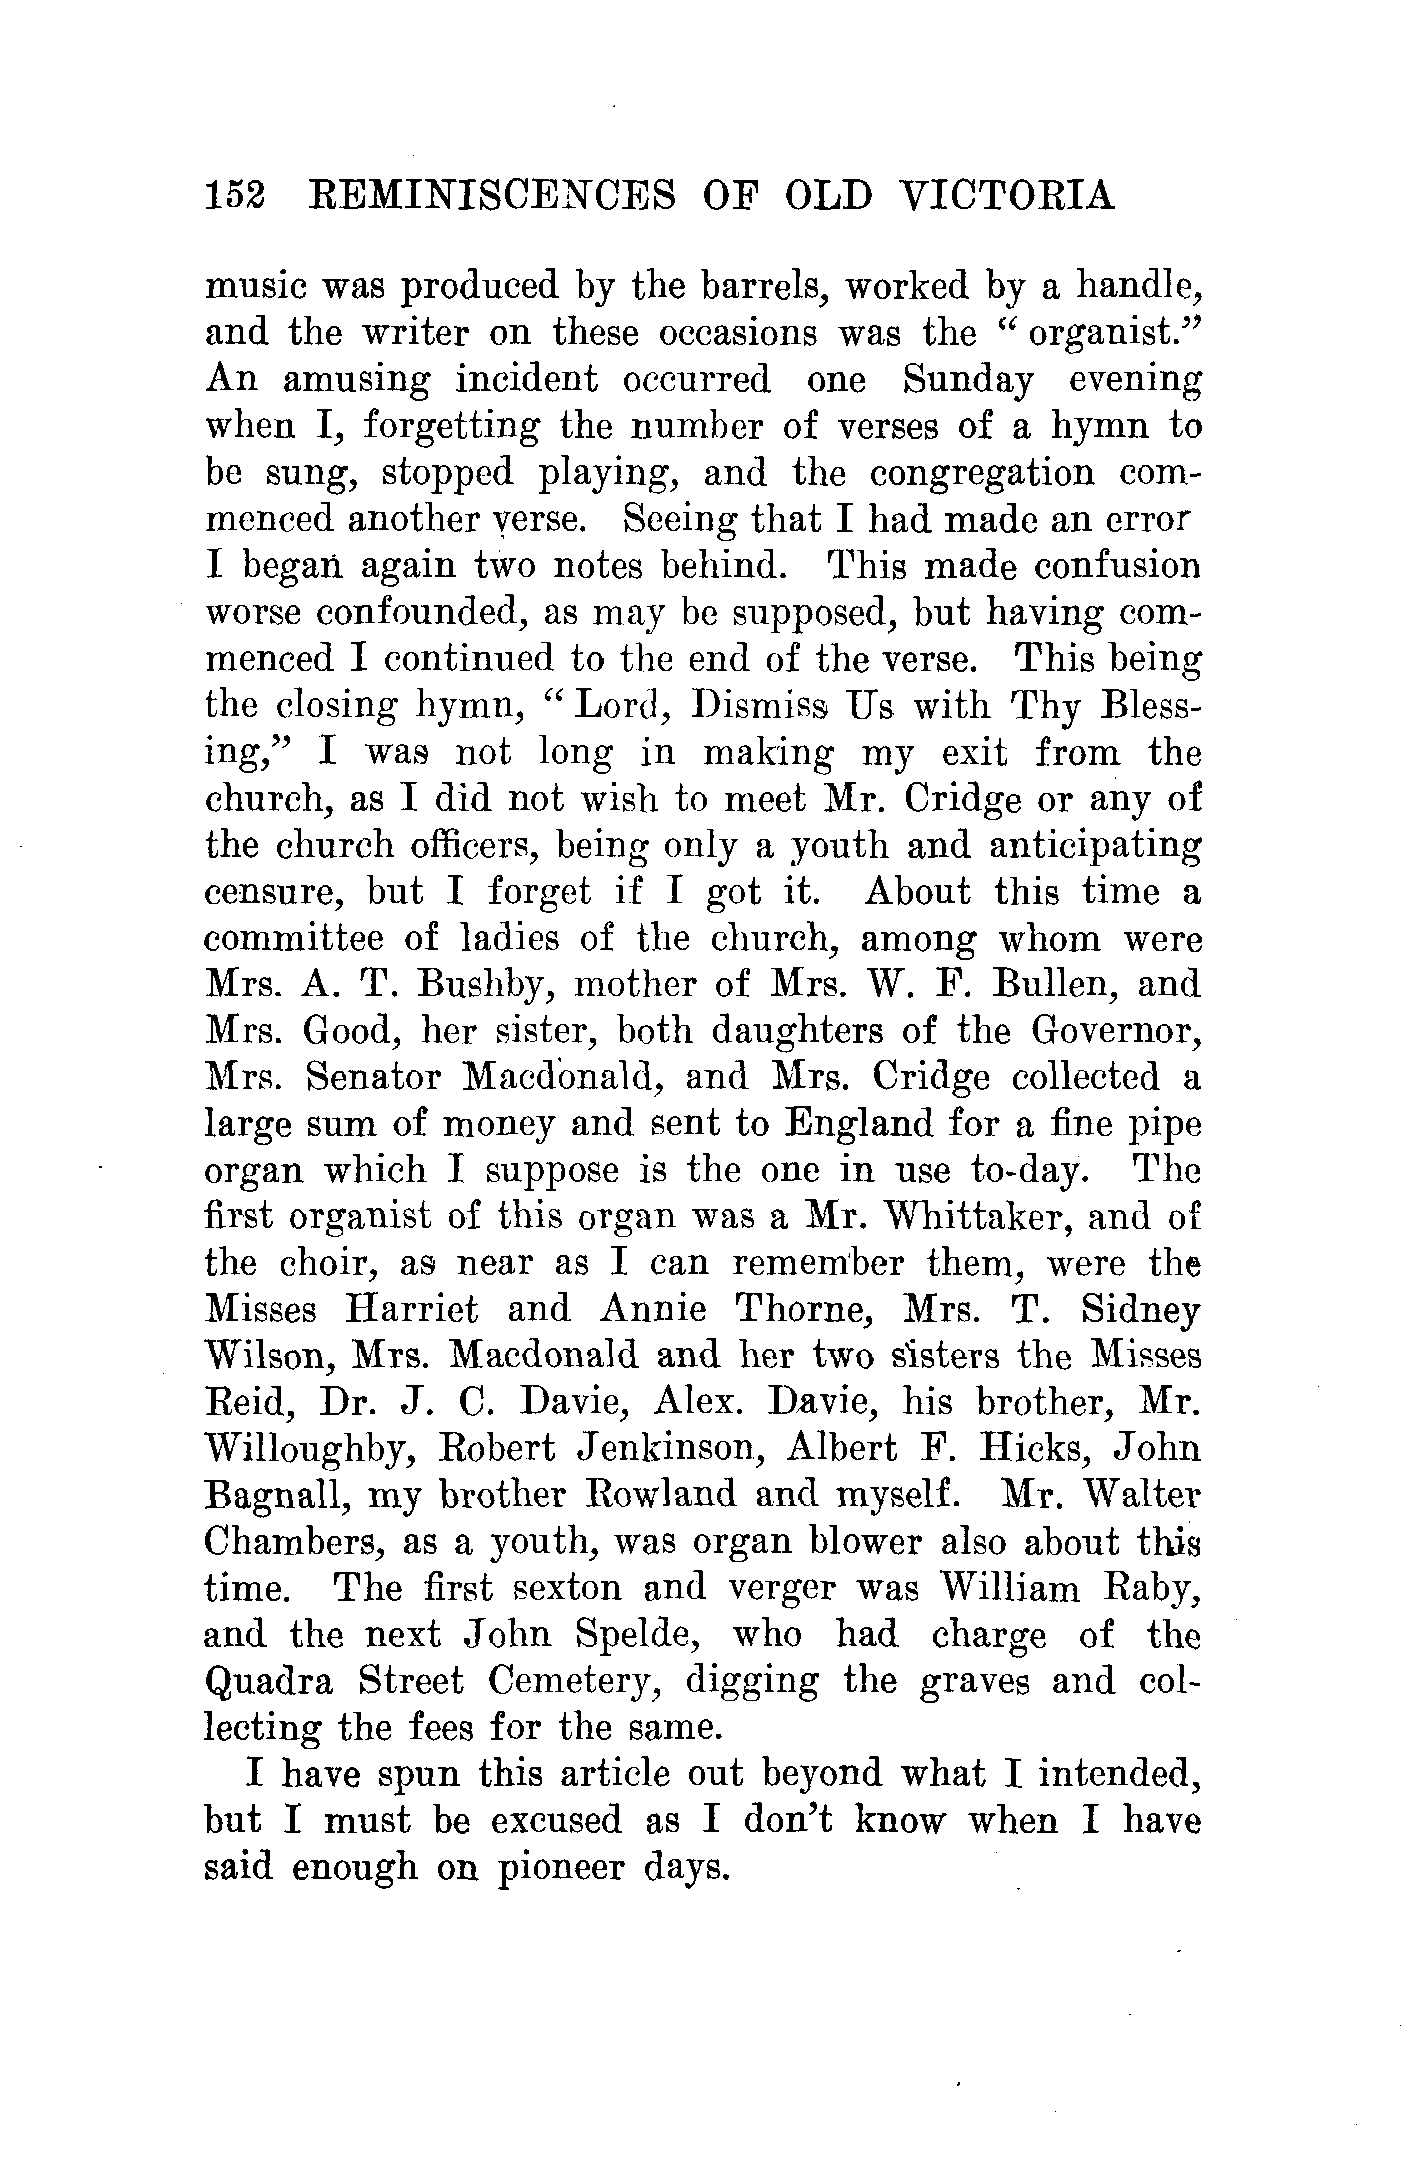 152 REMINISCENCES OF OLD VICTORIA
music was produced by the barrels, worked by a handle,
and the writer on these occasions was the “ organist.”
An amusing incident occurred one Sunday evening
when I, forgetting the number of verses of a hymn to
be sung, stopped playing, and the congregation com-
menced another verse. Seeing that I had made an error
I began again two notes behind. This made confusion
worse confounded, as may be supposed, but having com-
menced I continued to the end of the verse. This being
the closing hymn, “ Lord, Dismiss Us with Thy Bless-
ing,” I was not long in making my exit from the
church, as I did not wish to meet Mr. Cridge or any of
the church officers, being only a youth and anticipating
censure, but I forget if I got it. About this time a
committee of ladies of the church, among whom were
Mrs. A. T. Bushby, mother of Mrs. W. F. Bullen, and
Mrs. Good, her sister, both daughters of the Governor,
Mrs. Senator Macdonald, and Mrs. Cridge collected a
large sum of money and sent to England for a fine pipe
organ which I suppose is the one in use to-day. The
first organist of this organ was a Mr. Whittaker, and of
the choir, as near as I can remember them, were the
Misses Harriet and Annie Thorne, Mrs. T. Sidney
Wilson, Mrs. Macdonald and her two sisters the Misses
Reid, Dr. J. C. Davie, Alex. Davie, his brother, Mr.
Willoughby, Robert Jenkinson, Albert F. Hicks, John
Bagnall, my brother Rowland and myself. Mr. Walter
Chambers, as a youth, was organ blower also about this
time. The first sexton and verger was William Raby,
and the next John Spelde, who had charge of the
Quadra Street Cemetery, digging the graves and col-
lecting the fees for the same.
I have spun this article out beyond what I intended,
but I must be excused as I don’t know when I have
said enough on pioneer days.